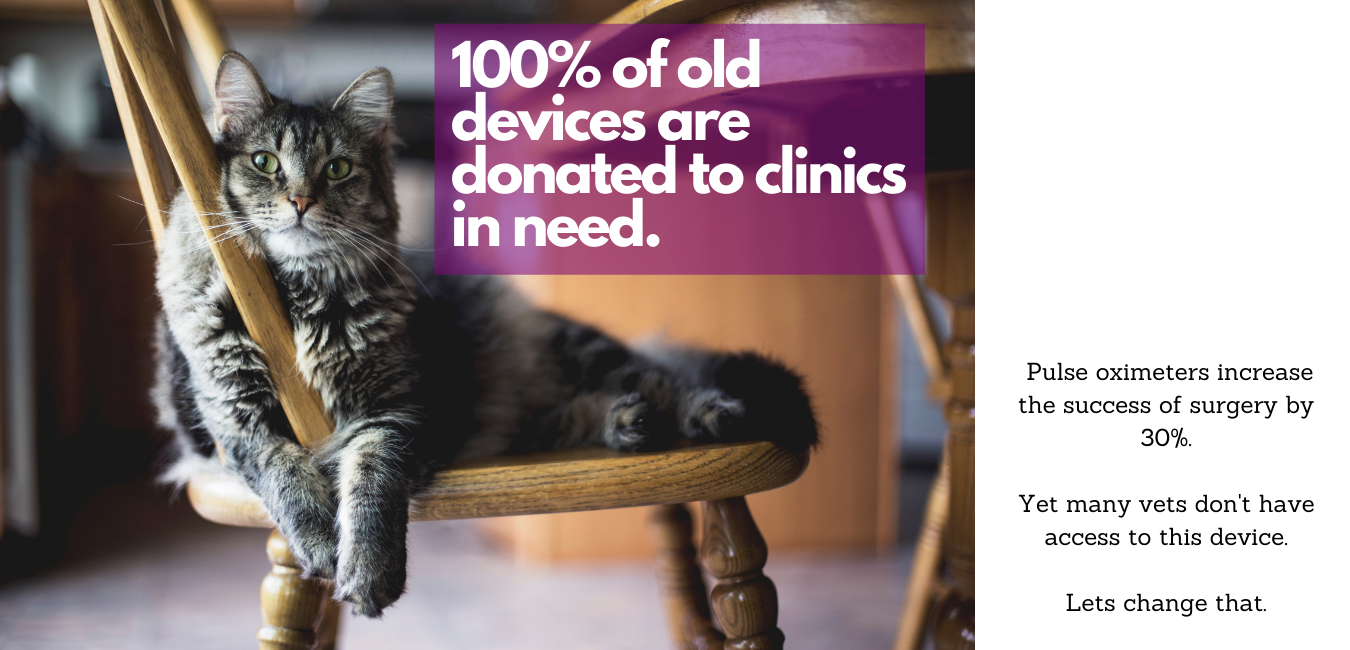 100% of old
devices are
donated to clinics
in need.
Pulse oximeters increase
the success of surgery by
30%.
Yet many vets don't have
access to this device.
Lets change that.